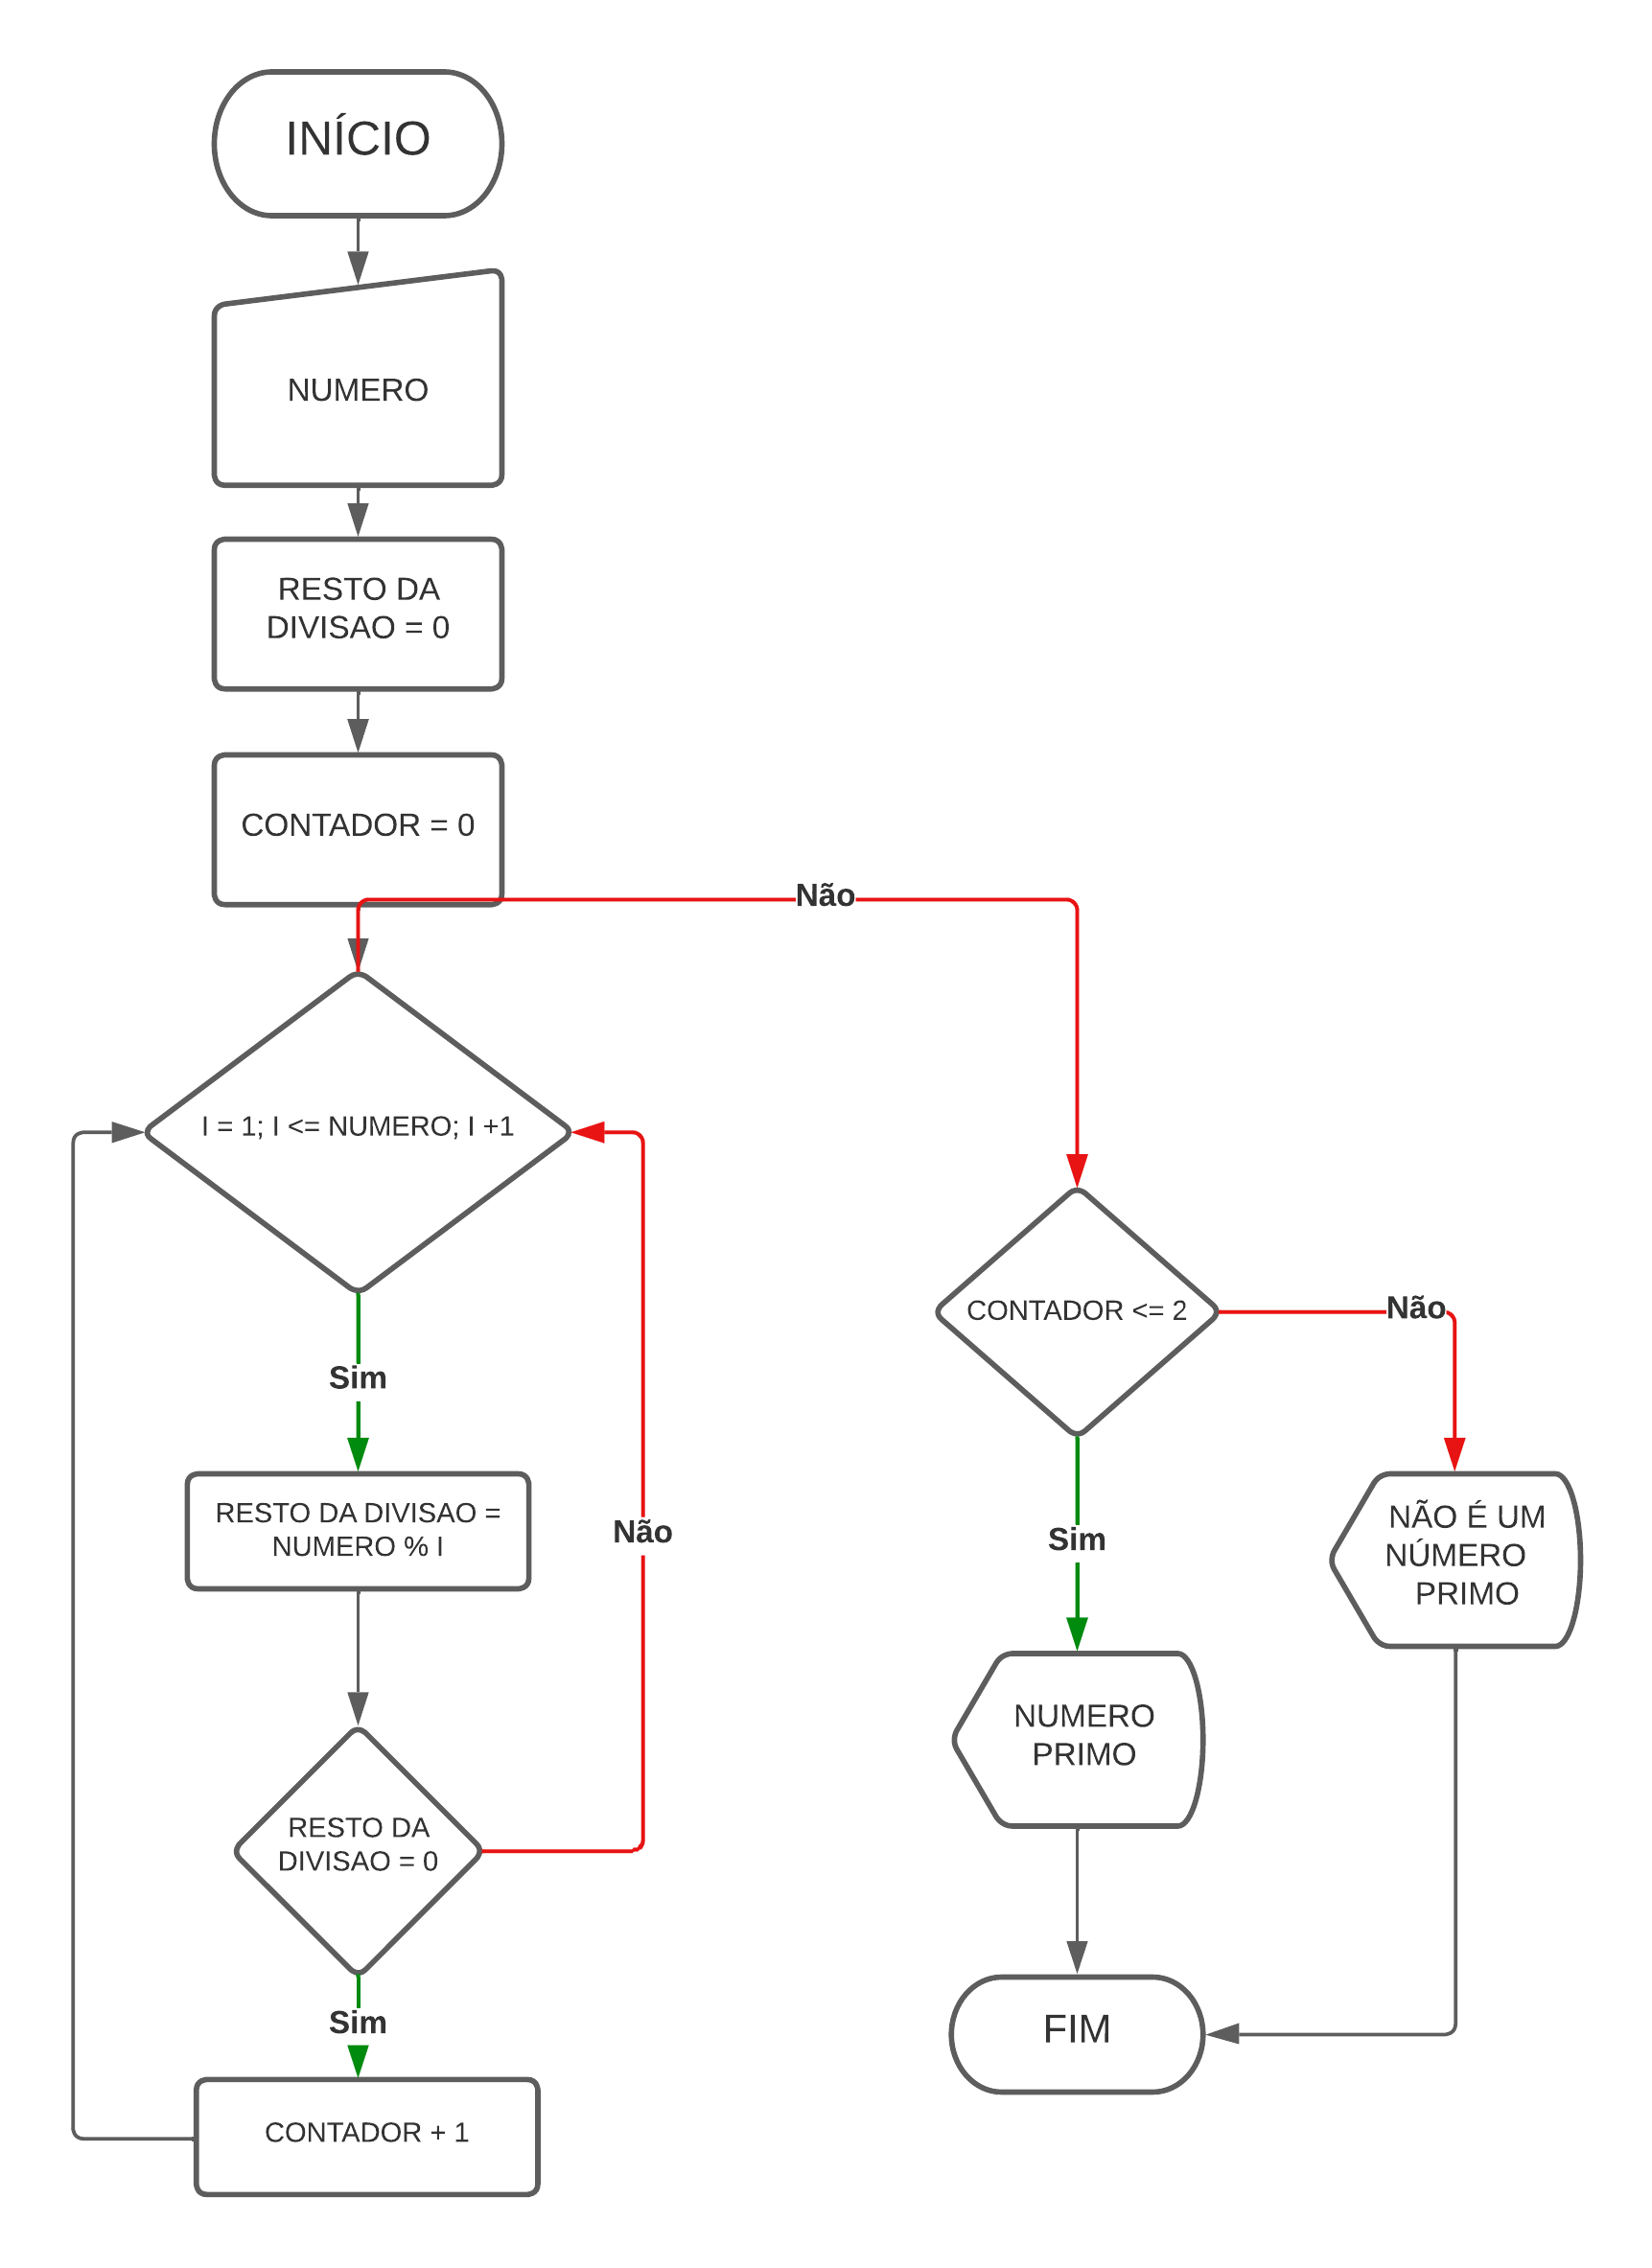 INÍCIO
NUMERO
RESTO DA
DIVISAO = 0
CONTADOR = 0
Não
I = 1; I <= NUMERO; I +1
Sim
RESTO DA DIVISAO =
NUMERO % I
Não
RESTO DA
DIVISAO = 0
Sim
CONTADOR + 1
CONTADOR <= 2
Não
Sim
NÃO É UM
NÚMERO
PRIMO
NUMERO
PRIMO
FIM